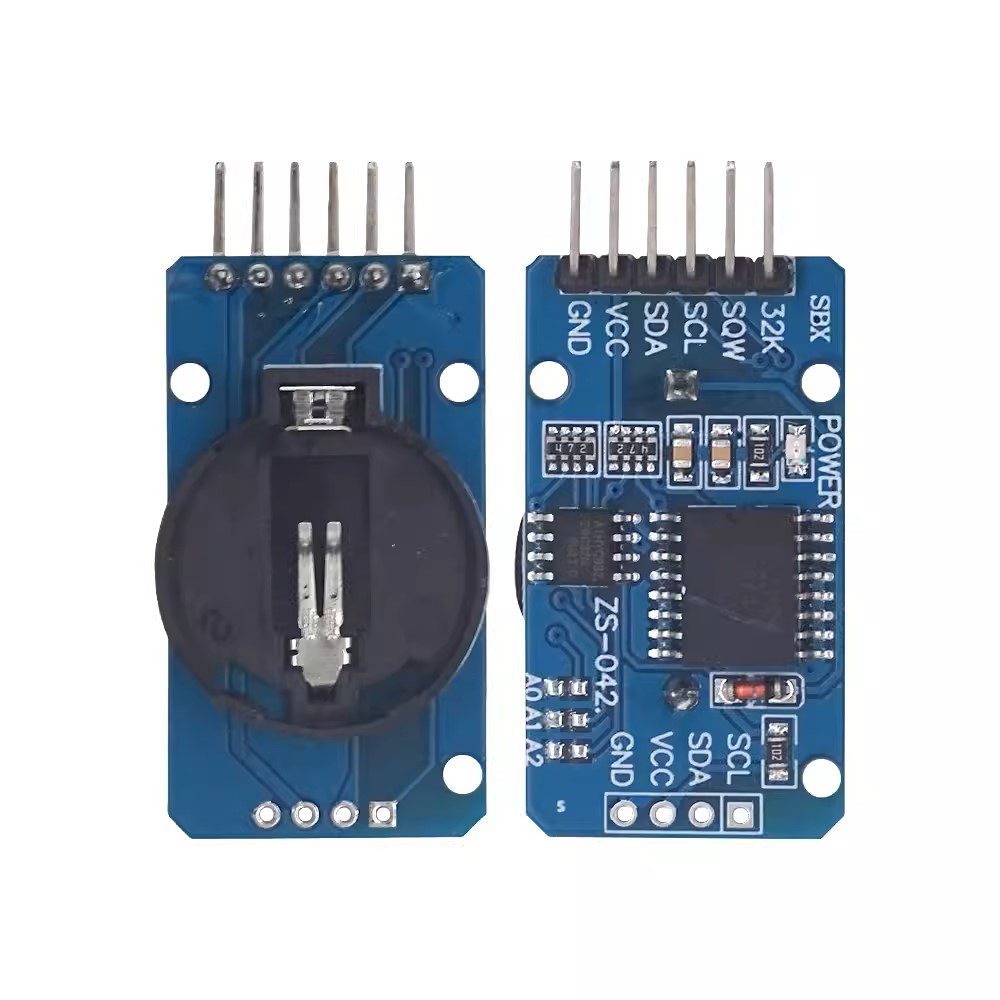 GND
VCC
SDA
SCL
SQW
32K
SBX
POWER
472
472
102
ZS-042.
A0
A1
A2
GND
VCC
SDA
SCL
102
S